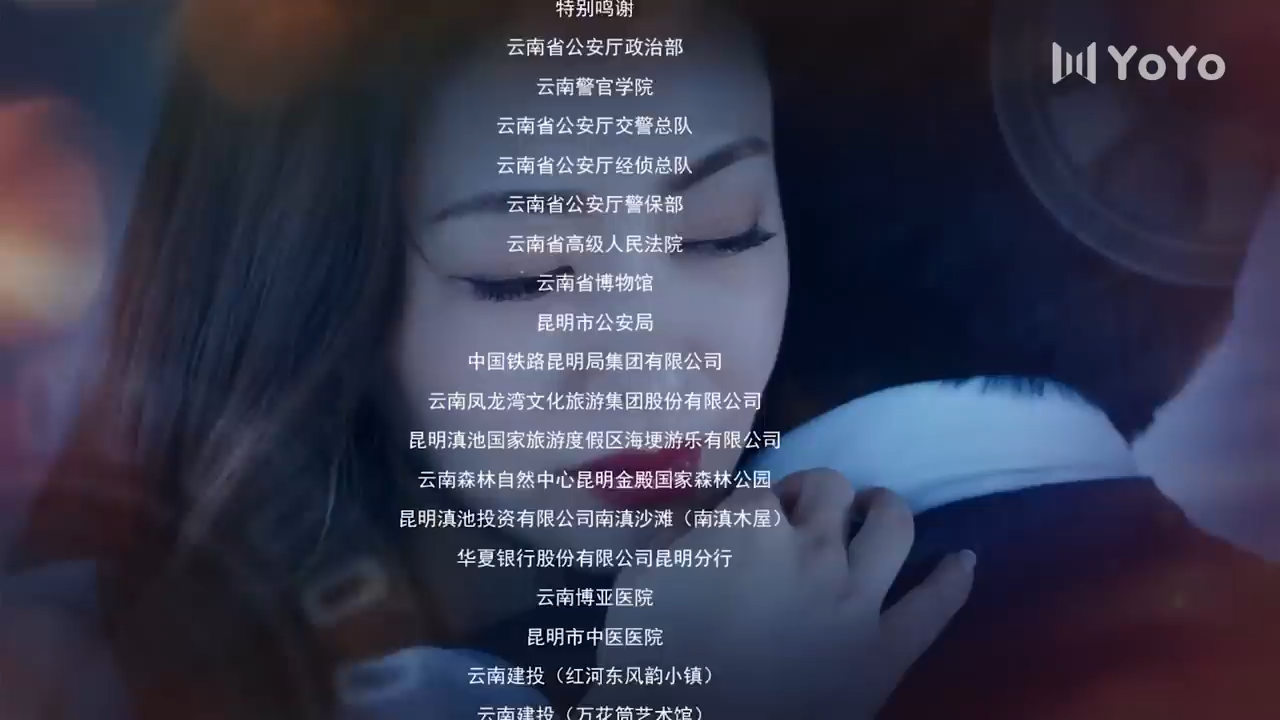 特别鸣谢
YoYo
云南省公安厅政治部
云南警官学院
云南省公安厅交警总队
云南省公安厅经侦总队
云南省公安厅警保部
云南省高级人民法院
云南省博物馆
昆明市公安局
中国铁路昆明局集团有限公司
云南凤龙湾文化旅游集团股份有限公司
昆明滇池国家旅游度假区海埂游乐有限公司
云南森林自然中心昆明金殿国家森林公园
昆明滇池投资有限公司南滇沙滩（南滇木屋）
华夏银行股份有限公司昆明分行
云南博亚医院
昆明市中医医院
云南建投（红河东风韵小镇）
云南建投（万花筒艺术馆）